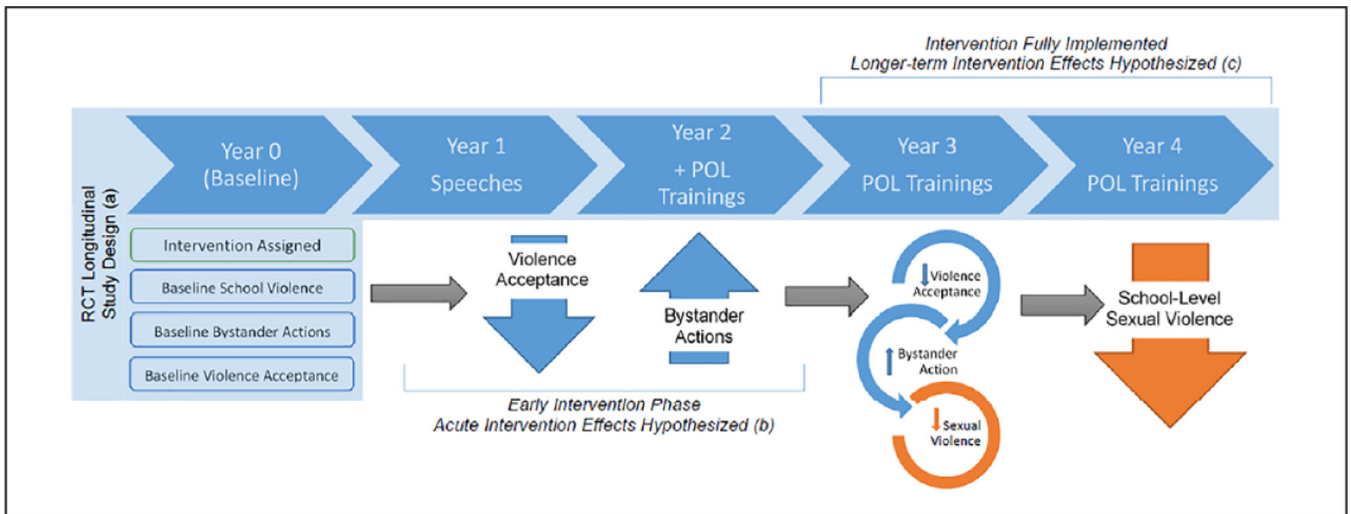 Intervention Fully Implemented
Longer-term Intervention Effects Hypothesized (c)
RCT Longitudinal
Study Design (a)
Year 0
(Baseline)
Year 1
Speeches
Year 2
+ POL
Trainings
Year 3
POL Trainings
Year 4
POL Trainings
Intervention Assigned
Baseline School Violence
Baseline Bystander Actions
Baseline Violence Acceptance
Violence
Acceptance
Bystander
Actions
Early Intervention Phase
Acute Intervention Effects Hypothesized (b)
Violence
Acceptance
Bystander
Action
Sexual
Violence
School-Level
Sexual Violence